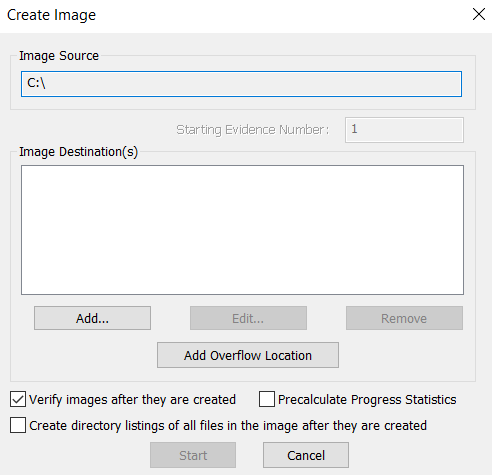 Create Image
Image Source
C:\
Starting Evidence Number:
1
Image Destination(s)
Add...
Edit...
Remove
Add Overflow Location
Verify images after they are created
Precalculate Progress Statistics
Create directory listings of all files in the image after they are created
Start
Cancel